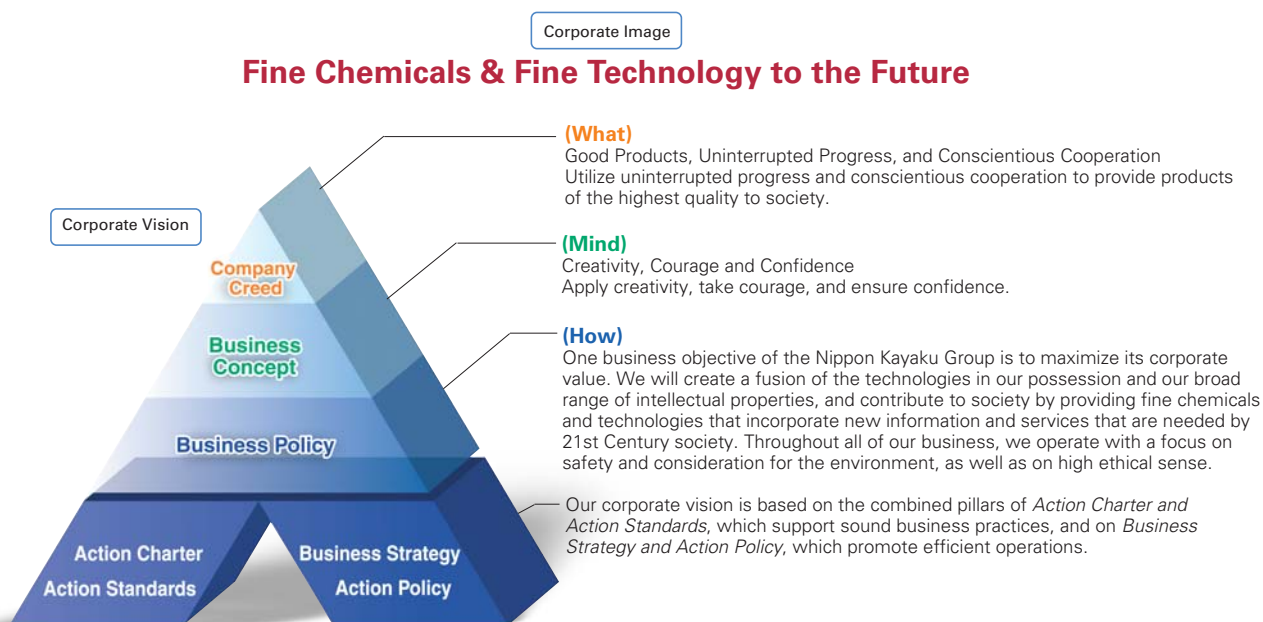 Corporate Image
Fine Chemicals & Fine Technology to the Future
(What)
Good Products, Uninterrupted Progress, and Conscientious Cooperation
Utilize uninterrupted progress and conscientious cooperation to provide products
of the highest quality to society.
Corporate Vision
Company
Creed
(Mind)
Creativity, Courage and Confidence
Apply creativity, take courage, and ensure confidence.
Business
Concept
(How)
One business objective of the Nippon Kayaku Group is to maximize its corporate
value. We will create a fusion of the technologies in our possession and our broad
range of intellectual properties, and contribute to society by providing fine chemicals
and technologies that incorporate new information and services that are needed by
21st Century society. Throughout all of our business, we operate with a focus on
safety and consideration for the environment, as well as on high ethical sense.
Business Policy
Our corporate vision is based on the combined pillars of Action Charter and
Action Standards, which support sound business practices, and on Business
Strategy and Action Policy, which promote efficient operations.
Action Charter
Action Standards
Business Strategy
Action Policy